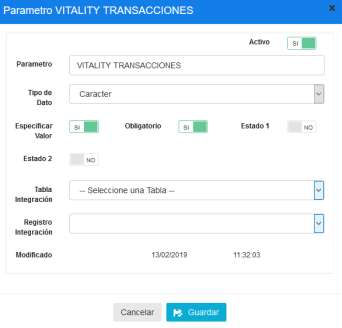 Parametro VITALITY TRANSACCIONES ×
Activo SI
Parametro VITALITY TRANSACCIONES
Tipo de Dato Caracter
Especificar Valor SI Obligatorio SI Estado 1 NO
Estado 2 NO
Tabla Integración -- Seleccione una Tabla --
Registro Integración
Modificado 13/02/2019 11:32:03
Cancelar Guardar